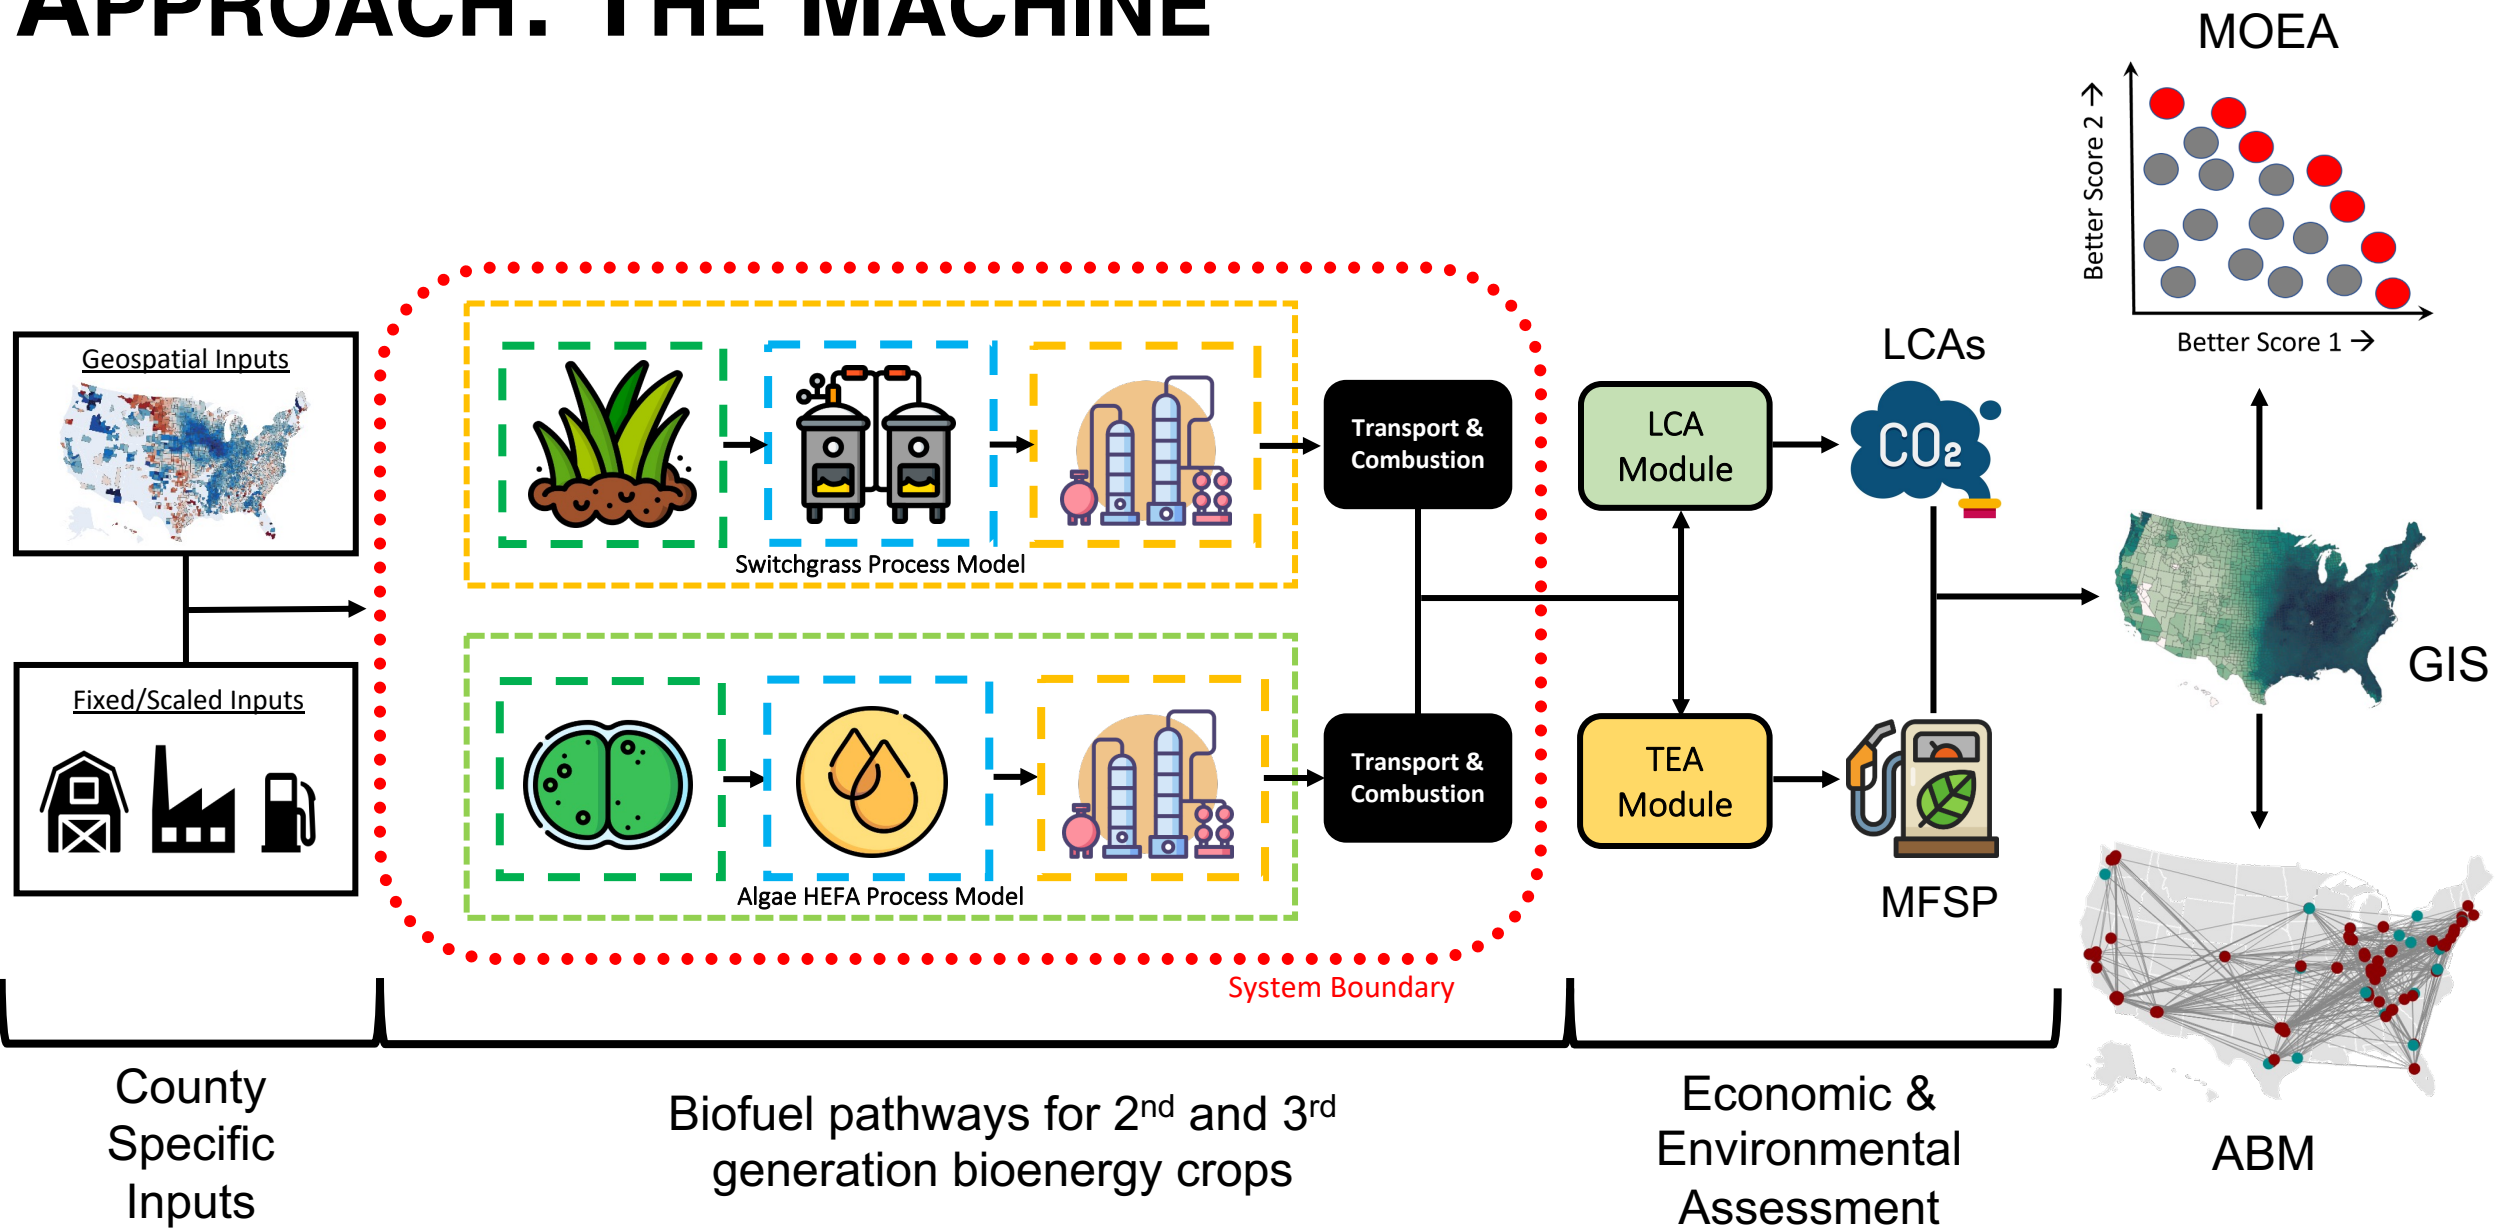 APPROACH: THE MACHINE
MOEA
Better Score 2 →
Better Score 1 →
Geospatial Inputs
Fixed/Scaled Inputs
Switchgrass Process Model
Transport &
Combustion
Algae HEFA Process Model
Transport &
Combustion
System Boundary
LCA
Module
TEA
Module
LCAs
CO₂
MFSP
GIS
ABM
County
Specific
Inputs
Biofuel pathways for 2nd and 3rd
generation bioenergy crops
Economic &
Environmental
Assessment